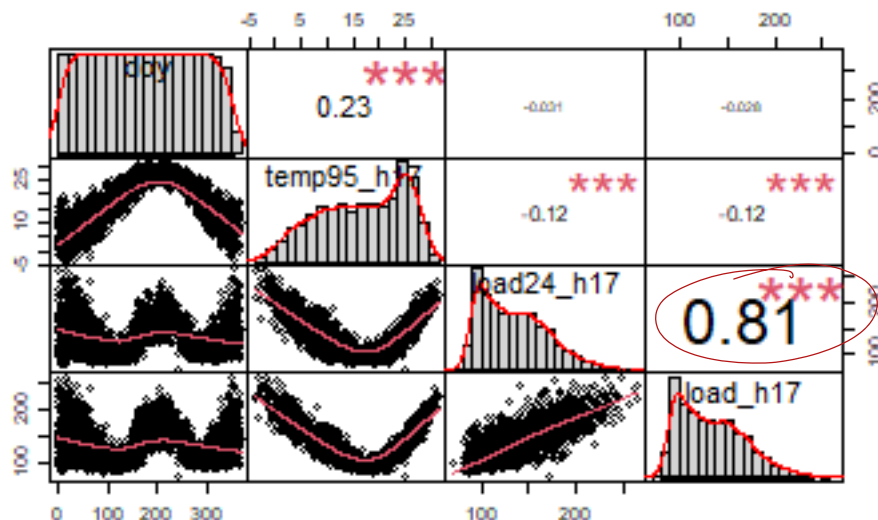 -5 5 15 25 100 200
doy 0.23 *** -0.031 -0.028 0 200
-5 10 25 temp95_h17 -0.12 *** -0.12 ***
load24_h17 0.81 *** 100 200
100 200 load_h17
0 100 200 300 100 200